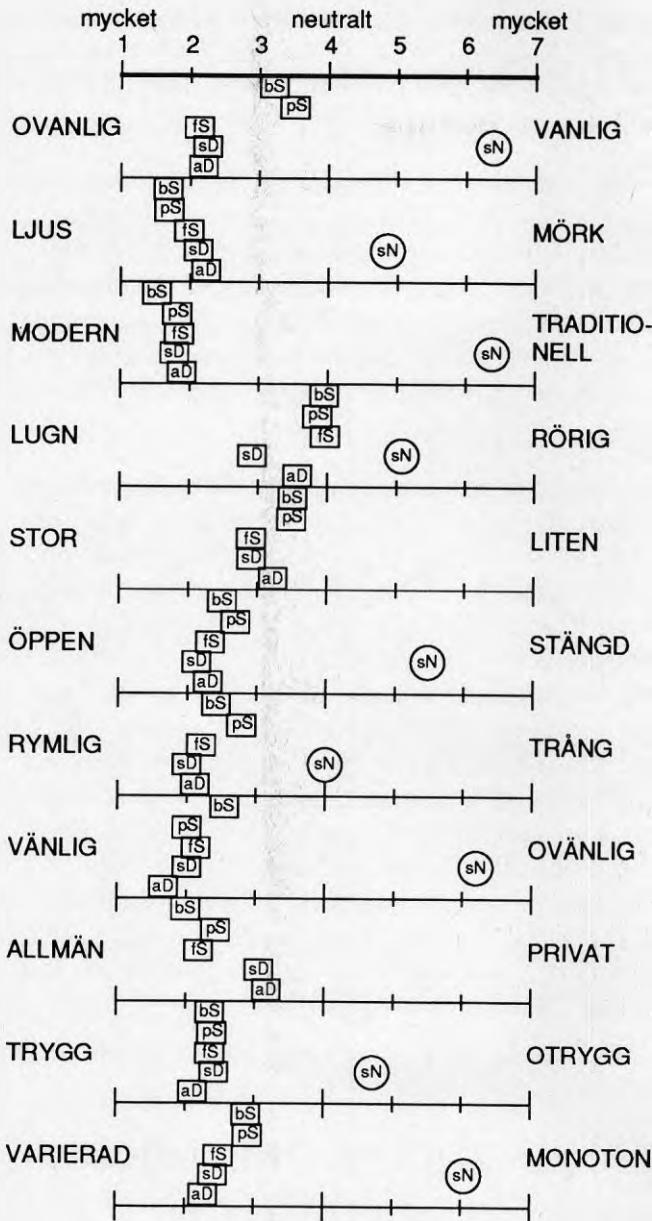 mycket neutralt mycket
1 2 3 4 5 6 7
bS
pS
OVANLIG fS VANLIG
sD sN
aD
bS
pS
LJUS fS MÖRK
sD sN
aD
bS
pS
MODERN fS TRADITIO-
sD sN NELL
aD
bS
pS
LUGN fS RÖRIG
sD sN
aD
bS
pS
STOR fS LITEN
sD
aD
bS
pS
ÖPPEN fS STÄNGD
sD sN
aD
bS
pS
RYMLIG fS TRÅNG
sD sN
aD
bS
pS
VÄNLIG fS OVÄNLIG
sD sN
aD
bS
pS
ALLMÄN fS PRIVAT
sD
aD
bS
pS
TRYGG fS OTRYGG
sD sN
aD
bS
pS
VARIERAD fS MONOTON
sD sN
aD